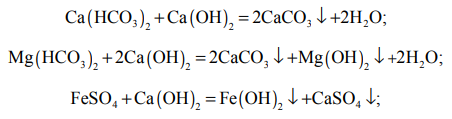 Ca(HCO₃)₂+Ca(OH)₂=2CaCO₃↓+2H₂O;
Mg(HCO₃)₂+2Ca(OH)₂=2CaCO₃↓+Mg(OH)₂↓+2H₂O;
FeSO₄+Ca(OH)₂=Fe(OH)₂↓+CaSO₄↓;